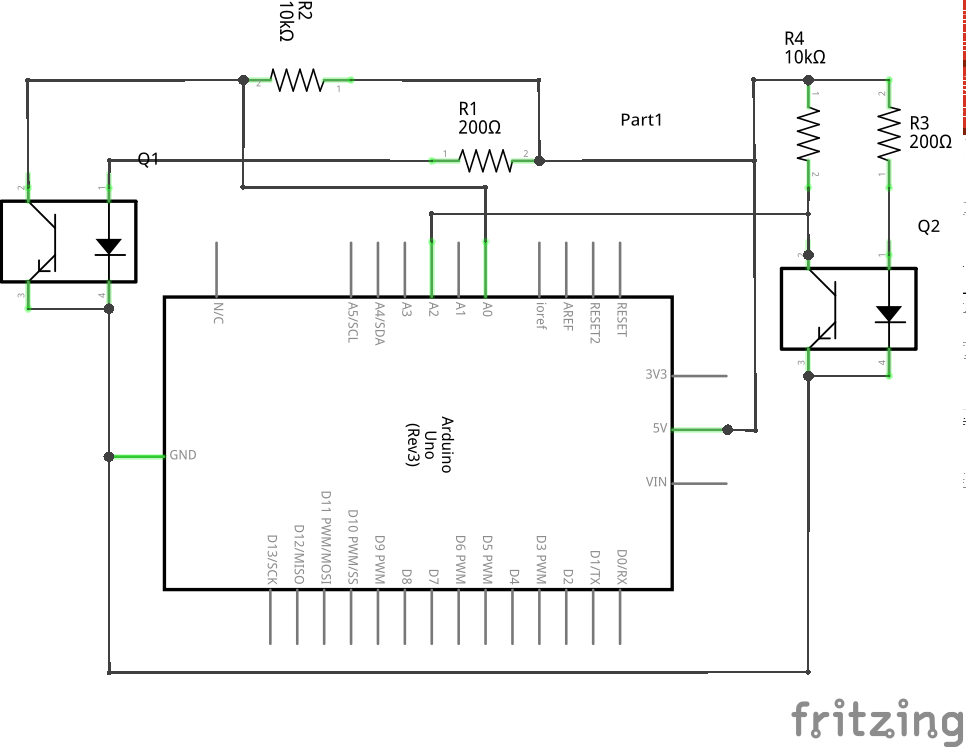 R2
10kΩ
2
1
R4
10kΩ
1
2
2
R3
200Ω
1
R1
200Ω
1
2
Part1
Q1
2
1
3
4
Q2
2
1
3
4
N/C
A5/SCL
A4/SDA
A3
A2
A1
A0
ioref
AREF
RESET2
RESET
3V3
5V
VIN
GND
Arduino
Uno
(Rev3)
D13/SCK
D12/MISO
D11 PWM/MOSI
D10 PWM/SS
D9 PWM
D8
D7
D6 PWM
D5 PWM
D4
D3 PWM
D2
D1/TX
D0/RX
fritzing